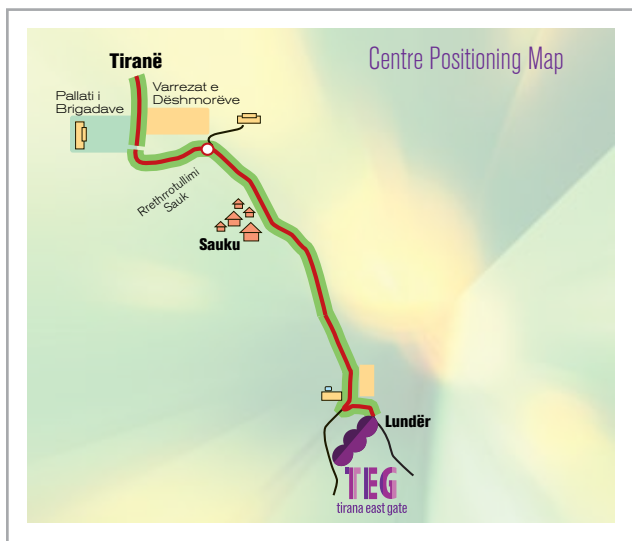 Centre Positioning Map
Tiranë
Pallati i
Brigadave
Varrezat e
Dëshmorëve
Rrethrrotullimi
Sauk
Sauku
Lundër
TEG
tirana east gate